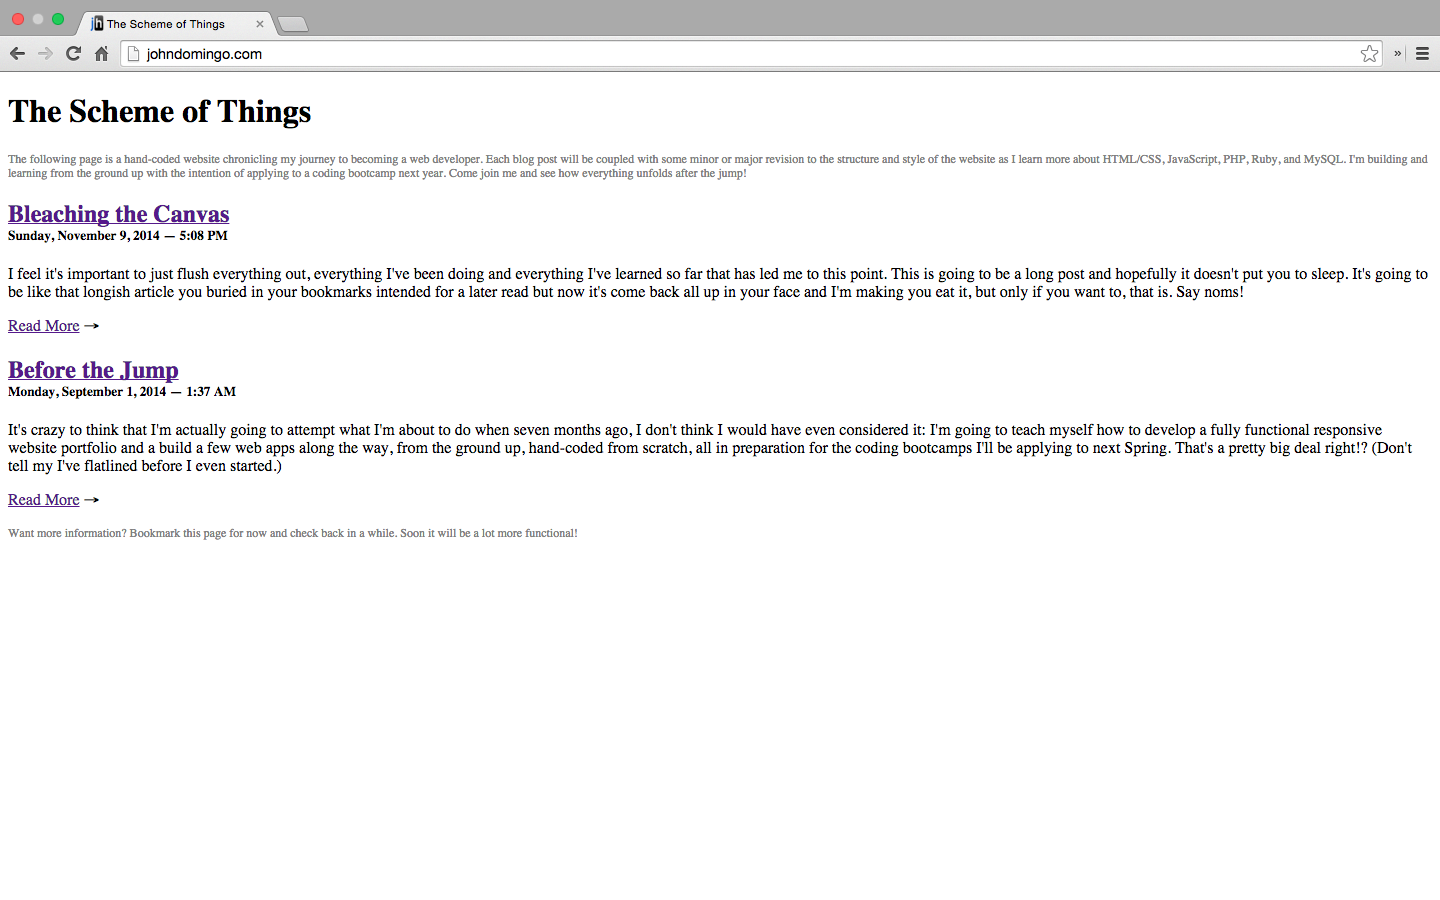 The Scheme of Things
johndomingo.com
»
The Scheme of Things
The following page is a hand-coded website chronicling my journey to becoming a web developer. Each blog post will be coupled with some minor or major revision to the structure and style of the website as I learn more about HTML/CSS, JavaScript, PHP, Ruby, and MySQL. I'm building and
learning from the ground up with the intention of applying to a coding bootcamp next year. Come join me and see how everything unfolds after the jump!
Bleaching the Canvas
Sunday, November 9, 2014 — 5:08 PM
I feel it's important to just flush everything out, everything I've been doing and everything I've learned so far that has led me to this point. This is going to be a long post and hopefully it doesn't put you to sleep. It's going to
be like that longish article you buried in your bookmarks intended for a later read but now it's come back all up in your face and I'm making you eat it, but only if you want to, that is. Say noms!
Read More →
Before the Jump
Monday, September 1, 2014 — 1:37 AM
It's crazy to think that I'm actually going to attempt what I'm about to do when seven months ago, I don't think I would have even considered it: I'm going to teach myself how to develop a fully functional responsive
website portfolio and a build a few web apps along the way, from the ground up, hand-coded from scratch, all in preparation for the coding bootcamps I'll be applying to next Spring. That's a pretty big deal right!? (Don't
tell my I've flatlined before I even started.)
Read More →
Want more information? Bookmark this page for now and check back in a while. Soon it will be a lot more functional!